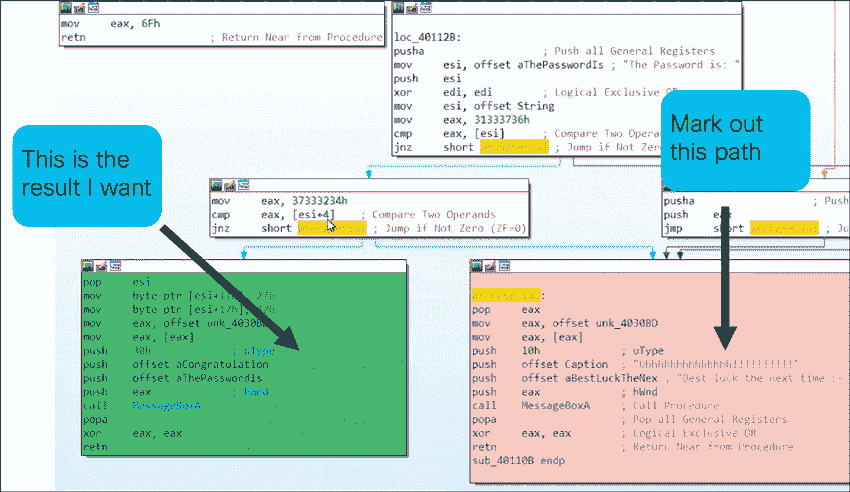 mov eax, 6Fh
retn ; Return Near from Procedure
loc_40112B:
pusha ; Push all General Registers
mov esi, offset aThePasswordIs ; "The Password is: "
push esi
xor edi, edi ; Logical Exclusive OR
mov esi, offset String
mov eax, 31333736h
cmp eax, [esi] ; Compare Two Operands
jnz short ; Jump if Not Zero
This is the
result I want
Mark out
this path
mov eax, 37333234h
cmp eax, [esi+4] ; Compare Two Operands
jnz short ; Jump if Not Zero (ZF=0)
pusha ; Push
push eax
jmp short ; Ju
pop esi
mov byte ptr
mov byte ptr
mov eax, offset unk_4030BD
mov eax, [eax]
push 30h ; uType
push offset aCongratulation
push offset aThePasswordIs
push eax ; hWnd
call MessageBoxA
popa
xor eax, eax
retn
pop eax
mov eax, offset unk_4030BD
mov eax, [eax]
push 10h ; uType
push offset Caption
push offset aBestLuckTheNex ; "Best luck the next time :-
push eax ; hWnd
call MessageBoxA ; Call Procedure
popa ; Pop all General Registers
xor eax, eax ; Logical Exclusive OR
retn ; Return Near from Procedure
sub_40110B endp